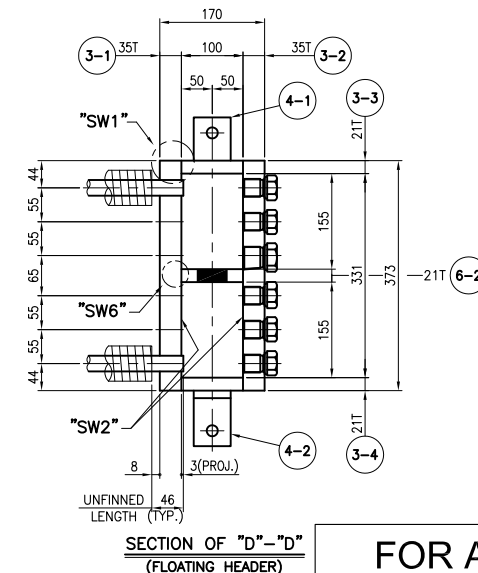 170
35T 100 35T
3-1 3-2
50 50
4-1
3-3
"SW1"
21T
44
55
55
65
55
55
44
155
155
331
373
21T 6-2
"SW6"
"SW2"
21T
4-2
3-4
8 3(PROJ.)
UNFINNED 46
LENGTH (TYP.)
SECTION OF "D"-"D"
(FLOATING HEADER)
FOR A